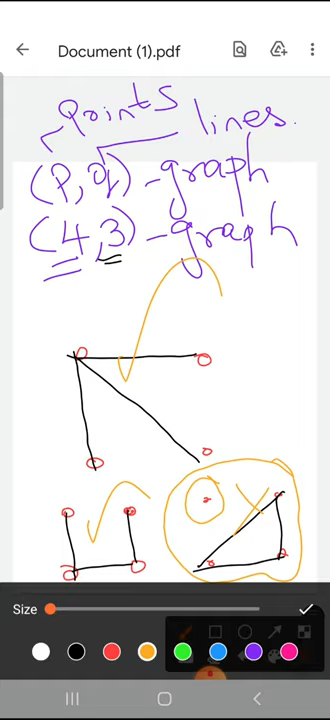 Document (1).pdf
Points lines.
(P,q)-graph
(4,3)-graph
Size